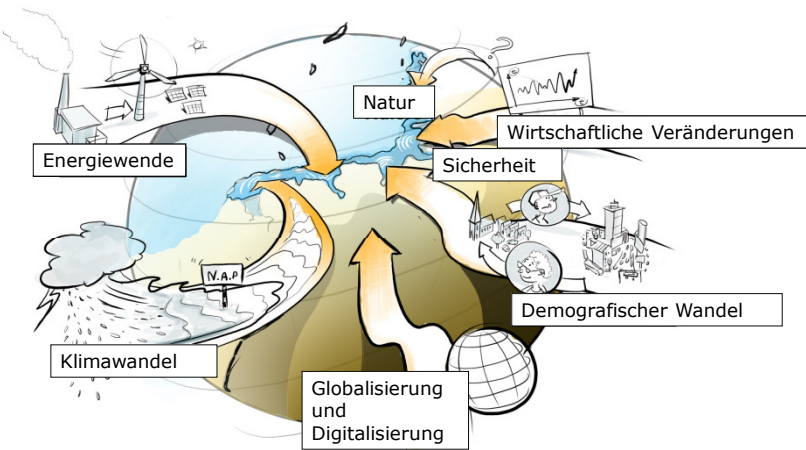 Natur
Wirtschaftliche Veränderungen
Energiewende
Sicherheit
N.A.P
Demografischer Wandel
Klimawandel
Globalisierung
und
Digitalisierung